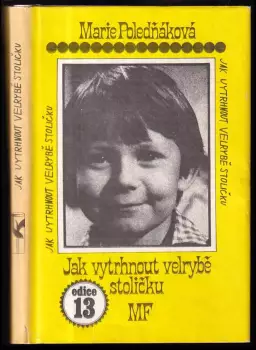 JAK VYTRHNOUT VELRYBĚ STOLIČKU
Marie Poledňáková
JAK VYTRHNOUT VELRYBĚ STOLIČKU
JAK VYTRHNOUT VELRYBĚ STOLIČKU
Jak vytrhnout velrybě
stoličku
edice
13
MF